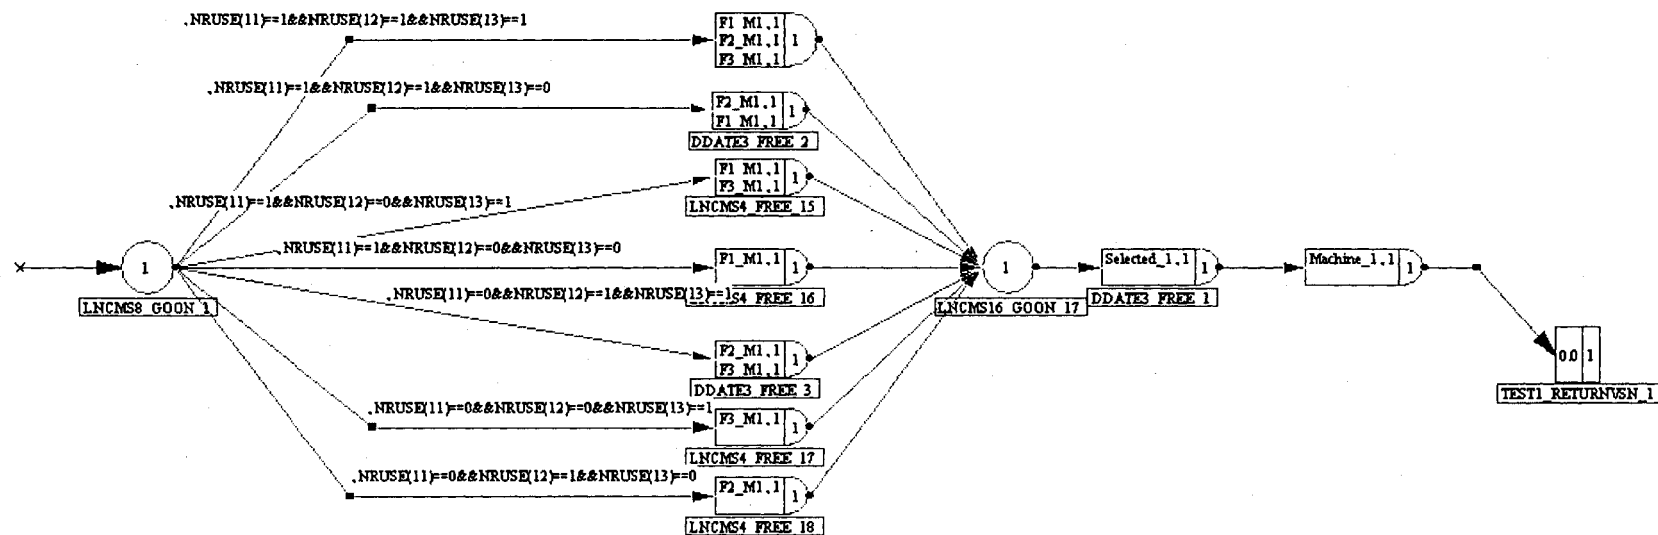 ,NRUSE(11)==1&&NRUSE(12)==1&&NRUSE(13)==1
F1_M1,1
F2_M1,1
F3_M1,1
1
,NRUSE(11)==1&&NRUSE(12)==1&&NRUSE(13)==0
F2_M1,1
F1_M1,1
1
DDATE3_FREE_2
F1_M1,1
F3_M1,1
1
LNCMS4_FREE_15
,NRUSE(11)==1&&NRUSE(12)==0&&NRUSE(13)==1
,NRUSE(11)==1&&NRUSE(12)==0&&NRUSE(13)==0
1
LNCMS8_GOON_1
F1_M1,1
1
S4_FREE_16
,NRUSE(11)==0&&NRUSE(12)==1&&NRUSE(13)==1
1
LNCMS16_GOON_17
Selected_1,1
1
DDATE3_FREE_1
Machine_1,1
1
0.0
1
TEST1_RETURNVSN_1
F2_M1,1
F3_M1,1
1
DDATE3_FREE_3
,NRUSE(11)==0&&NRUSE(12)==0&&NRUSE(13)==1
F3_M1,1
1
LNCMS4_FREE_17
,NRUSE(11)==0&&NRUSE(12)==1&&NRUSE(13)==0
F2_M1,1
1
LNCMS4_FREE_18